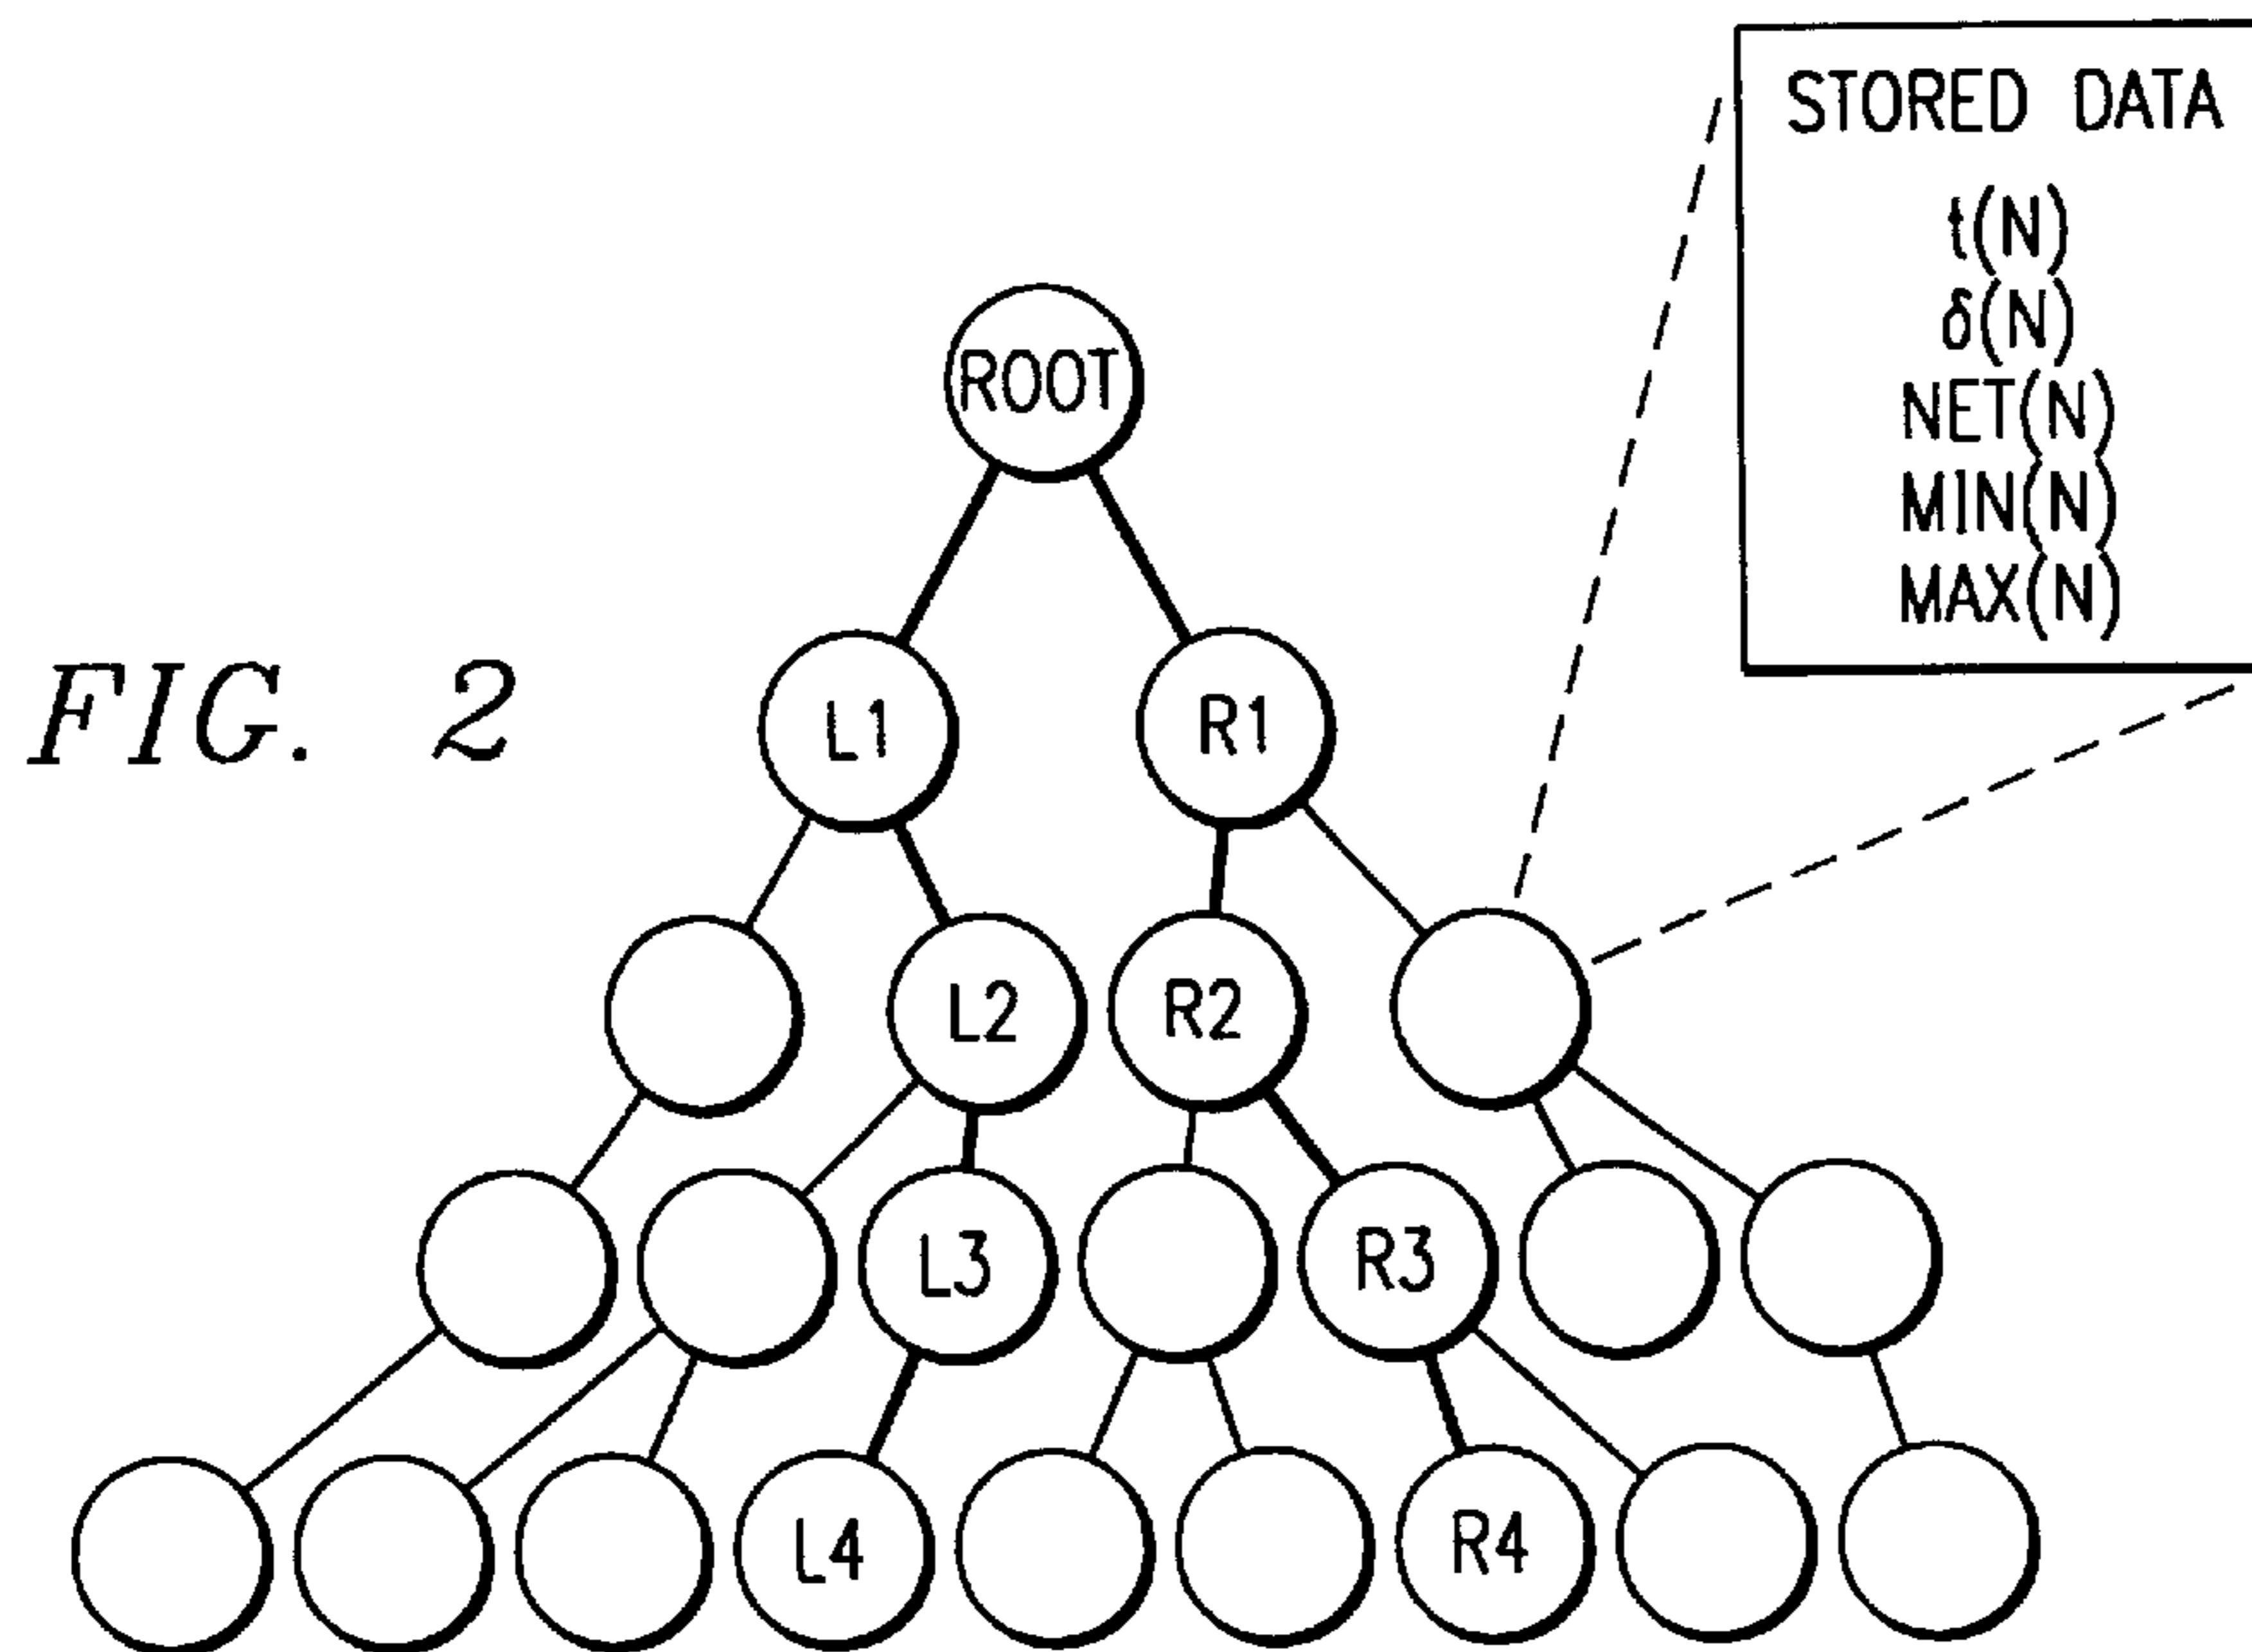 STORED DATA
t(N)
δ(N)
NET(N)
MIN(N)
MAX(N)
ROOT
FIG. 2
L1
R1
L2
R2
L3
R3
L4
R4